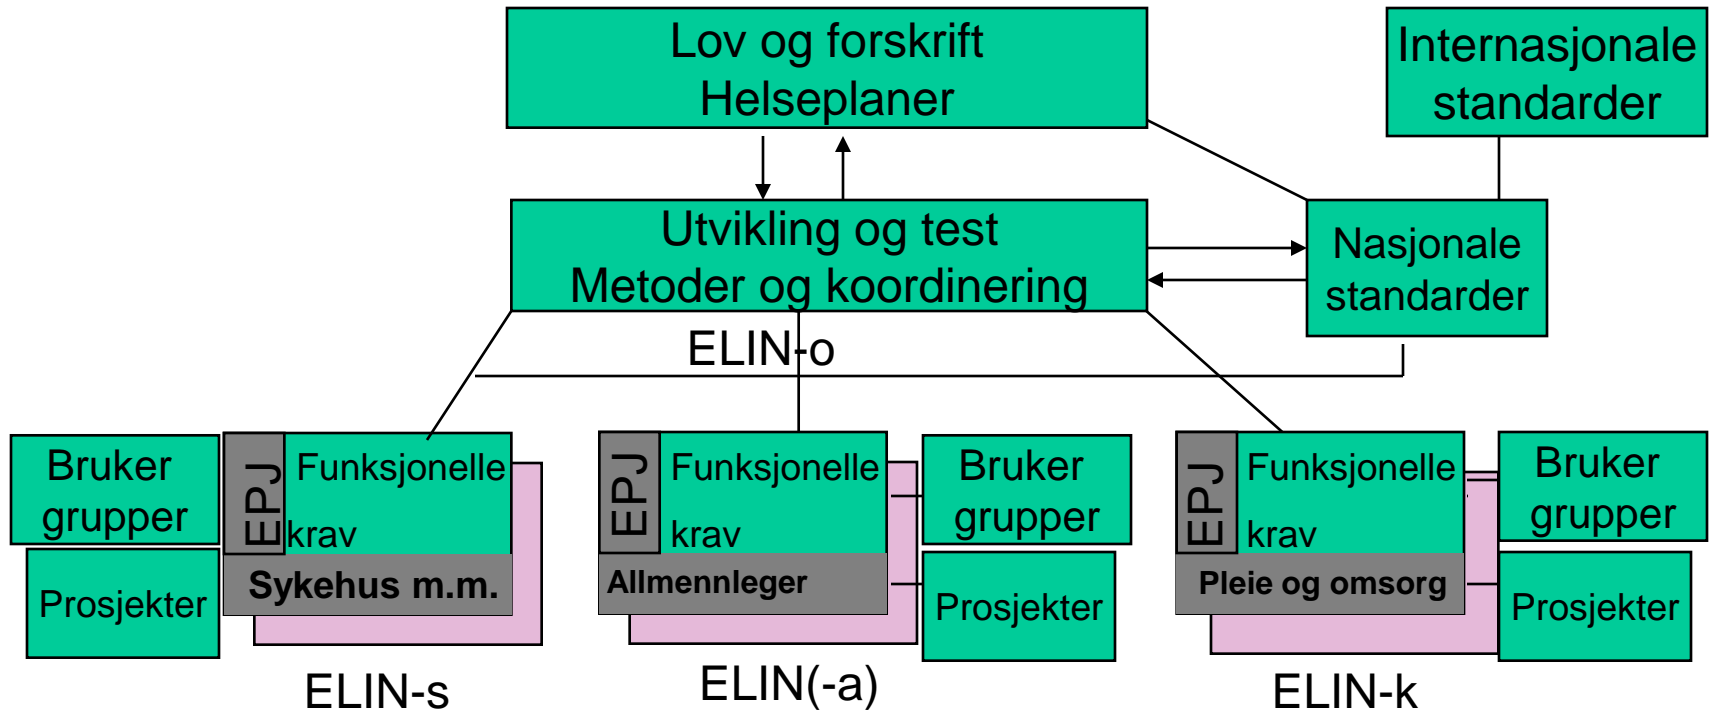 Lov og forskrift
Helseplaner
Internasjonale
standarder
Utvikling og test
Metoder og koordinering
Nasjonale
standarder
ELIN-o
Bruker
grupper
Prosjekter
EPJ
Funksjonelle
krav
Sykehus m.m.
ELIN-s
EPJ
Funksjonelle
krav
Allmennleger
Bruker
grupper
Prosjekter
ELIN(-a)
EPJ
Funksjonelle
krav
Pleie og omsorg
Bruker
grupper
Prosjekter
ELIN-k